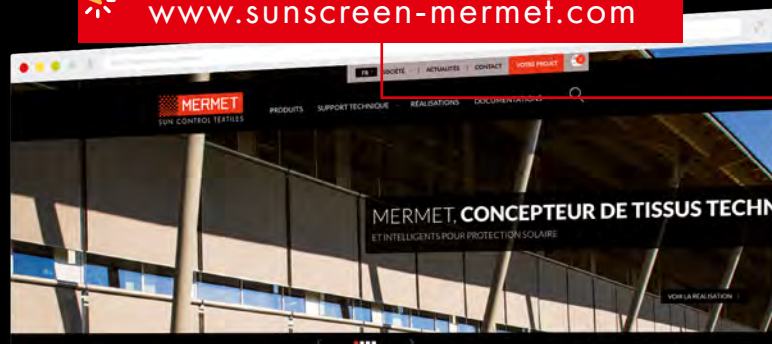 www.sunscreen-mermet.com
FR SOCIÉTÉ | ACTUALITÉS | CONTACT VOTRE PROJET
MERMET
SUN CONTROL TEXTILES
PRODUITS SUPPORT TECHNIQUE RÉALISATIONS DOCUMENTATIONS
MERMET, CONCEPTEUR DE TISSUS TECHN
ET INTELLIGENTS POUR PROTECTION SOLAIRE
VOIR LA RÉALISATION